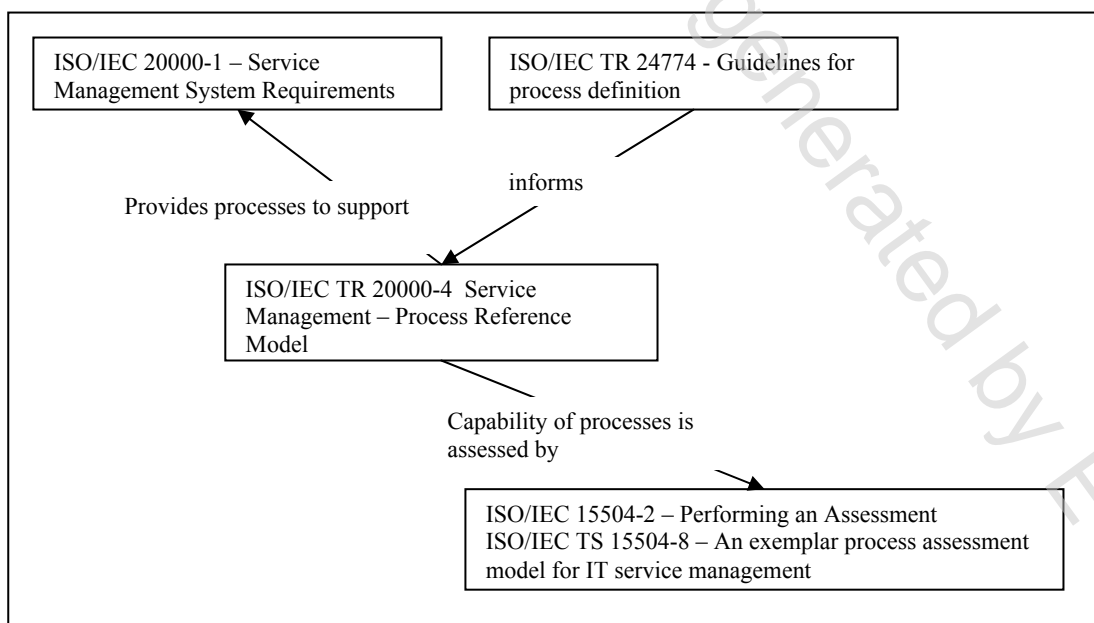 ISO/IEC 20000-1 – Service
Management System Requirements
ISO/IEC TR 24774 - Guidelines for
process definition
informs
Provides processes to support
ISO/IEC TR 20000-4  Service
Management – Process Reference
Model
Capability of processes is
assessed by
ISO/IEC 15504-2 – Performing an Assessment
ISO/IEC TS 15504-8 – An exemplar process assessment
model for IT service management
generated by E